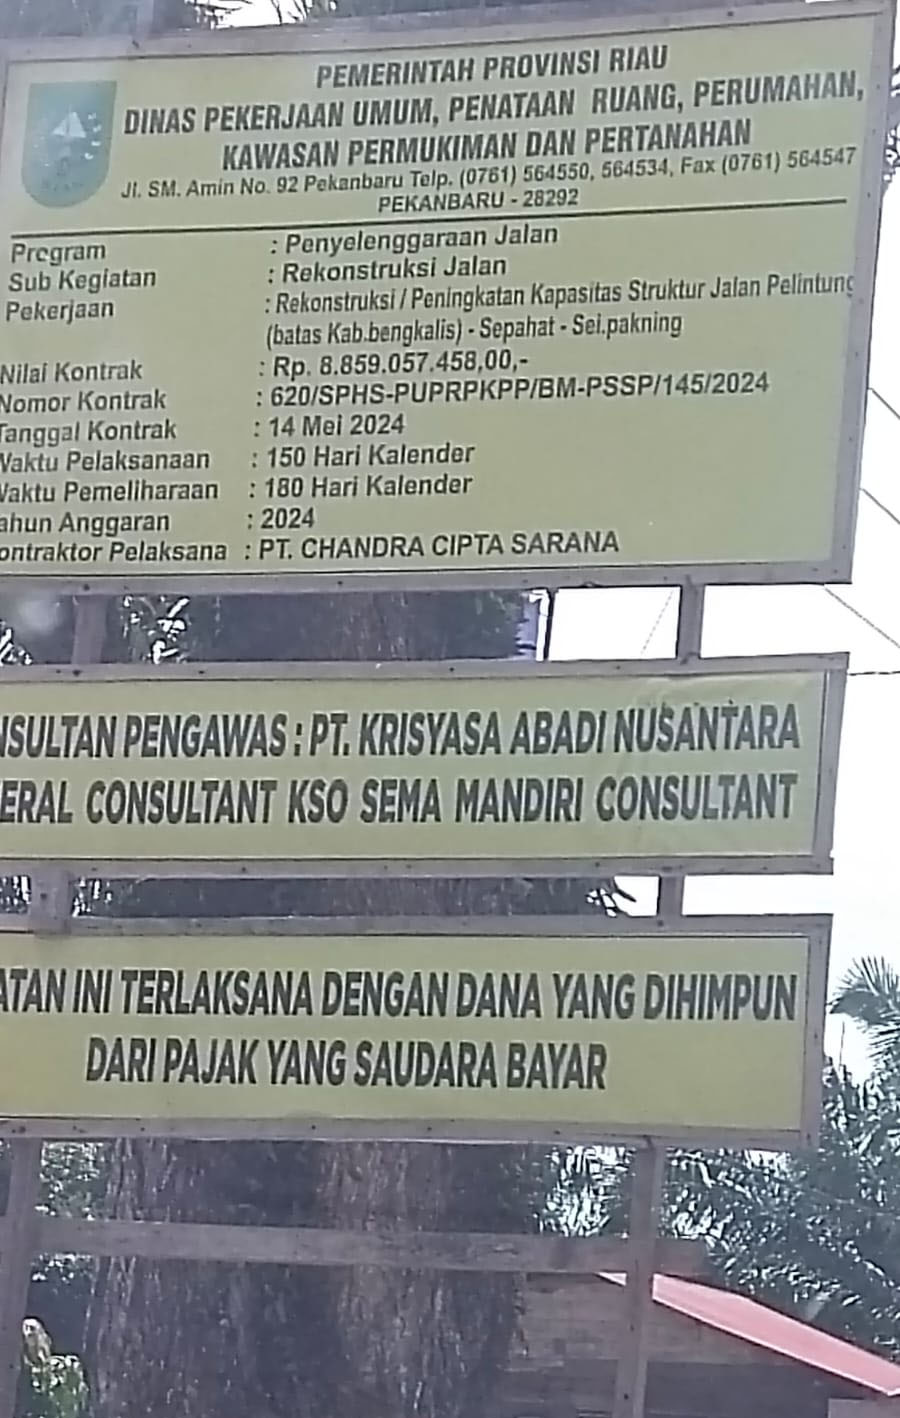 PEMERINTAH PROVINSI RIAU
DINAS PEKERJAAN UMUM, PENATAAN RUANG, PERUMAHAN,
KAWASAN PERMUKIMAN DAN PERTANAHAN
Jl. SM. Amin No. 92 Pekanbaru Telp. (0761) 564550, 564534, Fax (0761) 564547
PEKANBARU - 28292
Program : Penyelenggaraan Jalan
Sub Kegiatan : Rekonstruksi Jalan
Pekerjaan : Rekonstruksi / Peningkatan Kapasitas Struktur Jalan Pelintung
(batas Kab.bengkalis) - Sepahat - Sei.pakning
Nilai Kontrak : Rp. 8.859.057.458,00,-
Nomor Kontrak : 620/SPHS-PUPRPKPP/BM-PSSP/145/2024
Tanggal Kontrak : 14 Mei 2024
Waktu Pelaksanaan : 150 Hari Kalender
Waktu Pemeliharaan : 180 Hari Kalender
ahun Anggaran : 2024
ontraktor Pelaksana : PT. CHANDRA CIPTA SARANA
NSULTAN PENGAWAS : PT. KRISYASA ABADI NUSANTARA
ERAL CONSULTANT KSO SEMA MANDIRI CONSULTANT
ATAN INI TERLAKSANA DENGAN DANA YANG DIHIMPUN
DARI PAJAK YANG SAUDARA BAYAR